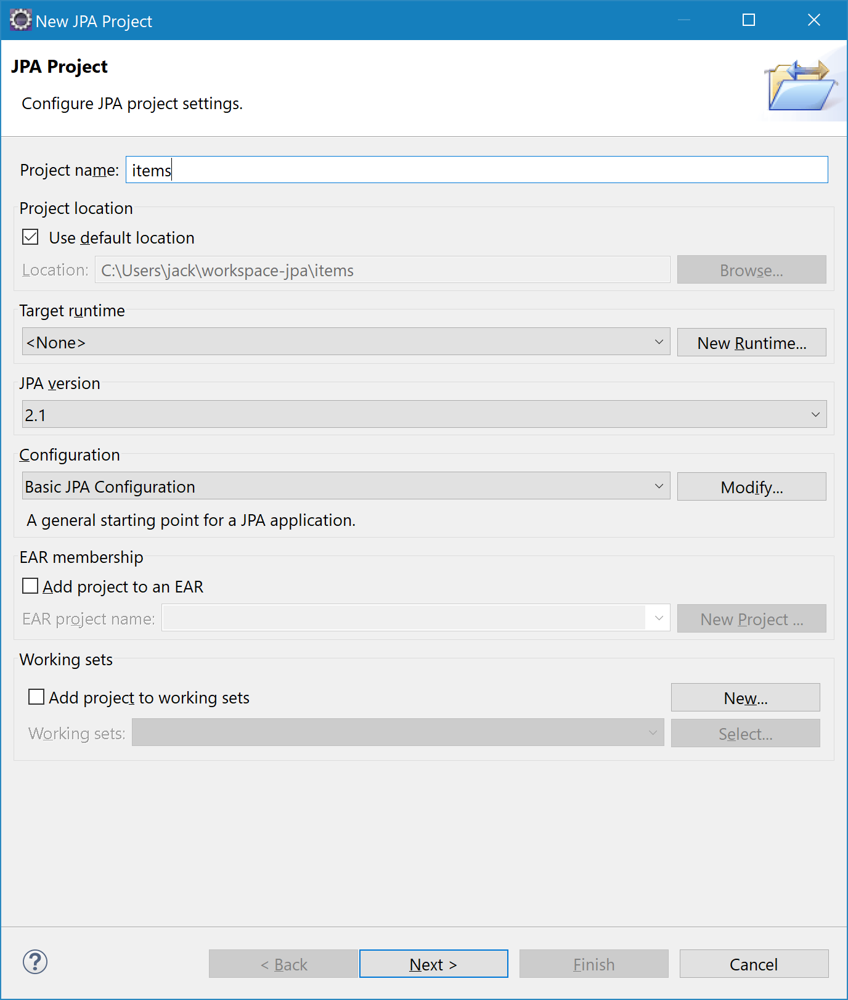 New JPA Project
JPA Project
Configure JPA project settings.
Project name: items
Project location
Use default location
Location: C:\Users\jack\workspace-jpa\items Browse...
Target runtime
<None> New Runtime...
JPA version
2.1
Configuration
Basic JPA Configuration Modify...
A general starting point for a JPA application.
EAR membership
Add project to an EAR
EAR project name: New Project ...
Working sets
Add project to working sets New...
Working sets: Select...
? < Back Next > Finish Cancel